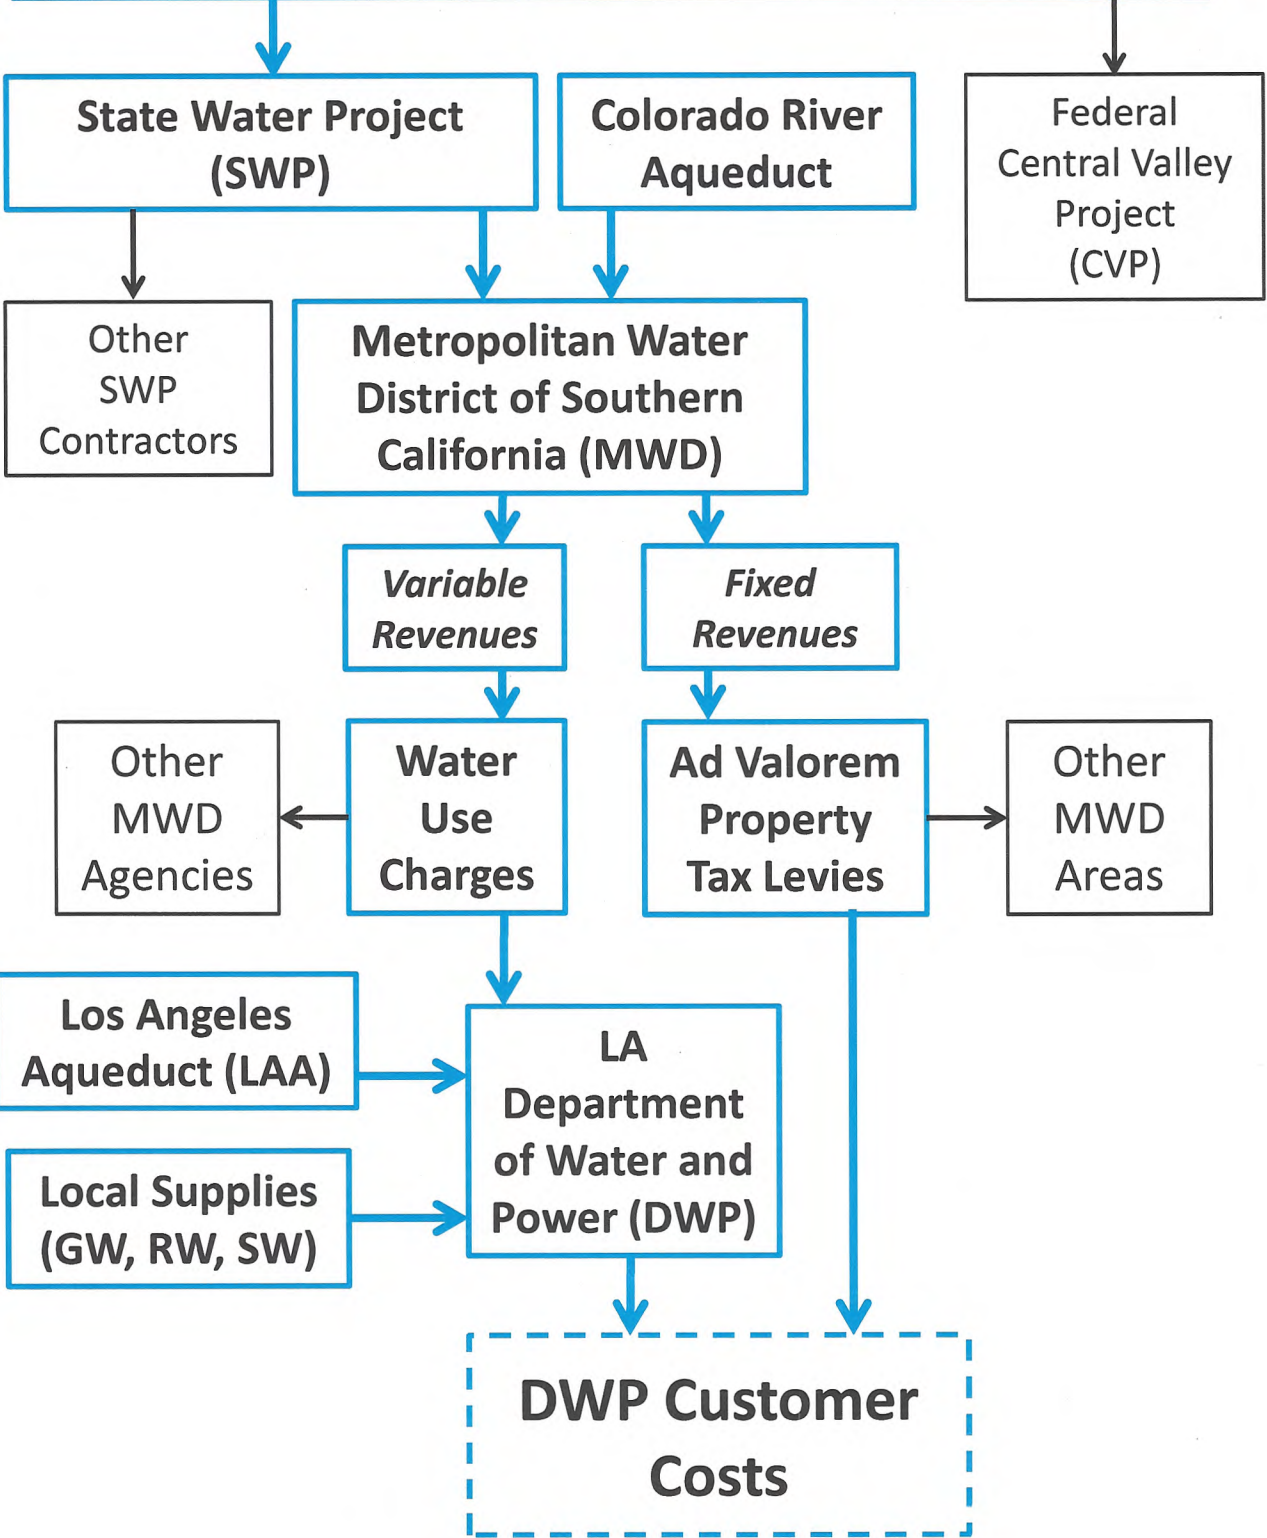 State Water Project
(SWP)
Colorado River
Aqueduct
Federal
Central Valley
Project
(CVP)
Other
SWP
Contractors
Metropolitan Water
District of Southern
California (MWD)
Variable
Revenues
Fixed
Revenues
Other
MWD
Agencies
Water
Use
Charges
Ad Valorem
Property
Tax Levies
Other
MWD
Areas
Los Angeles
Aqueduct (LAA)
LA
Department
of Water and
Power (DWP)
Local Supplies
(GW, RW, SW)
DWP Customer
Costs